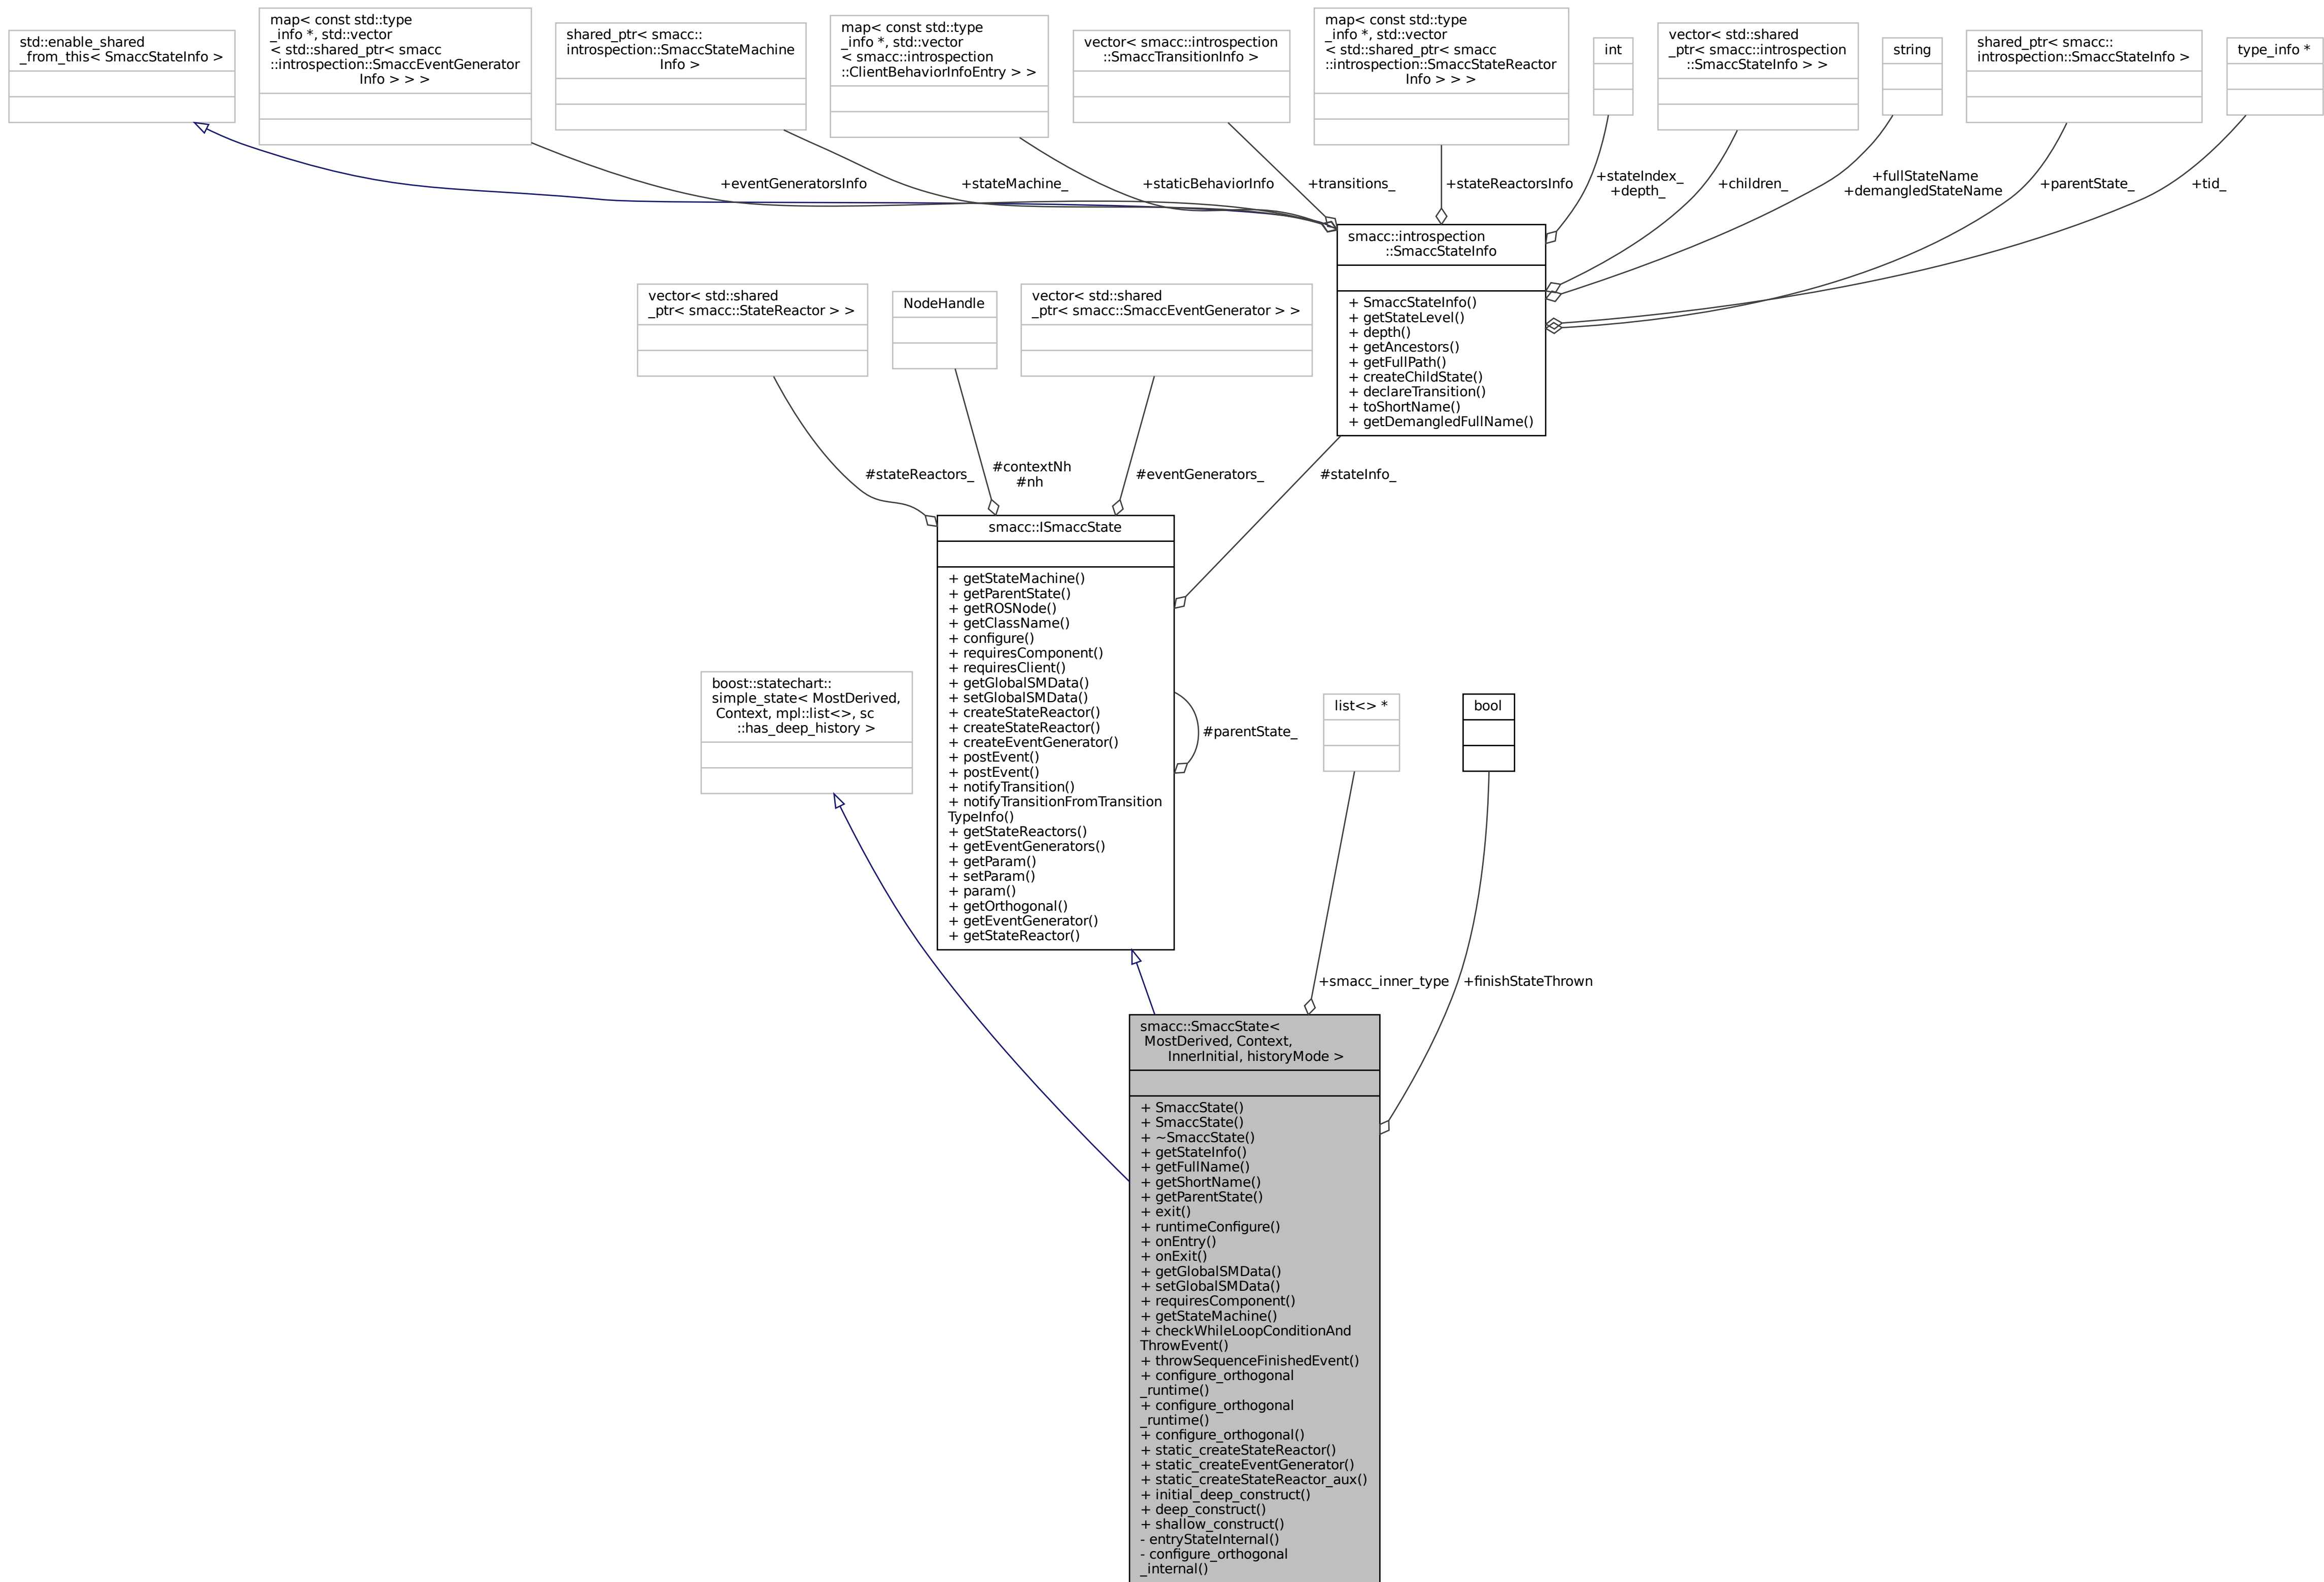 std::enable_shared
_from_this< SmaccStateInfo >
map< const std::type
_info *, std::vector
< std::shared_ptr< smacc
::introspection::SmaccEventGenerator
Info > > >
shared_ptr< smacc::
introspection::SmaccStateMachine
Info >
map< const std::type
_info *, std::vector
< smacc::introspection
::ClientBehaviorInfoEntry > >
vector< smacc::introspection
::SmaccTransitionInfo >
map< const std::type
_info *, std::vector
< std::shared_ptr< smacc
::introspection::SmaccStateReactor
Info > > >
int
vector< std::shared
_ptr< smacc::introspection
::SmaccStateInfo > >
string
shared_ptr< smacc::
introspection::SmaccStateInfo >
type_info *
+eventGeneratorsInfo
+stateMachine_
+staticBehaviorInfo
+transitions_
+stateReactorsInfo
+stateIndex_
+depth_
+children_
+fullStateName
+demangledStateName
+parentState_
+tid_
smacc::introspection
::SmaccStateInfo
+ SmaccStateInfo()
+ getStateLevel()
+ depth()
+ getAncestors()
+ getFullPath()
+ createChildState()
+ declareTransition()
+ toShortName()
+ getDemangledFullName()
vector< std::shared
_ptr< smacc::StateReactor > >
NodeHandle
vector< std::shared
_ptr< smacc::SmaccEventGenerator > >
#stateReactors_
#contextNh
#nh
#eventGenerators_
#stateInfo_
smacc::ISmaccState
+ getStateMachine()
+ getParentState()
+ getROSNode()
+ getClassName()
+ configure()
+ requiresComponent()
+ requiresClient()
+ getGlobalSMData()
+ setGlobalSMData()
+ createStateReactor()
+ createStateReactor()
+ createEventGenerator()
+ postEvent()
+ postEvent()
+ notifyTransition()
+ notifyTransitionFromTransition
TypeInfo()
+ getStateReactors()
+ getEventGenerators()
+ getParam()
+ setParam()
+ param()
+ getOrthogonal()
+ getEventGenerator()
+ getStateReactor()
#parentState_
boost::statechart::
simple_state< MostDerived,
Context, mpl::list<>, sc
::has_deep_history >
list<> *
bool
+smacc_inner_type
+finishStateThrown
smacc::SmaccState<
MostDerived, Context,
InnerInitial, historyMode >
+ SmaccState()
+ SmaccState()
+ ~SmaccState()
+ getStateInfo()
+ getFullName()
+ getShortName()
+ getParentState()
+ exit()
+ runtimeConfigure()
+ onEntry()
+ onExit()
+ getGlobalSMData()
+ setGlobalSMData()
+ requiresComponent()
+ getStateMachine()
+ checkWhileLoopConditionAnd
ThrowEvent()
+ throwSequenceFinishedEvent()
+ configure_orthogonal
_runtime()
+ configure_orthogonal
_runtime()
+ configure_orthogonal()
+ static_createStateReactor()
+ static_createEventGenerator()
+ static_createStateReactor_aux()
+ initial_deep_construct()
+ deep_construct()
+ shallow_construct()
- entryStateInternal()
- configure_orthogonal
_internal()